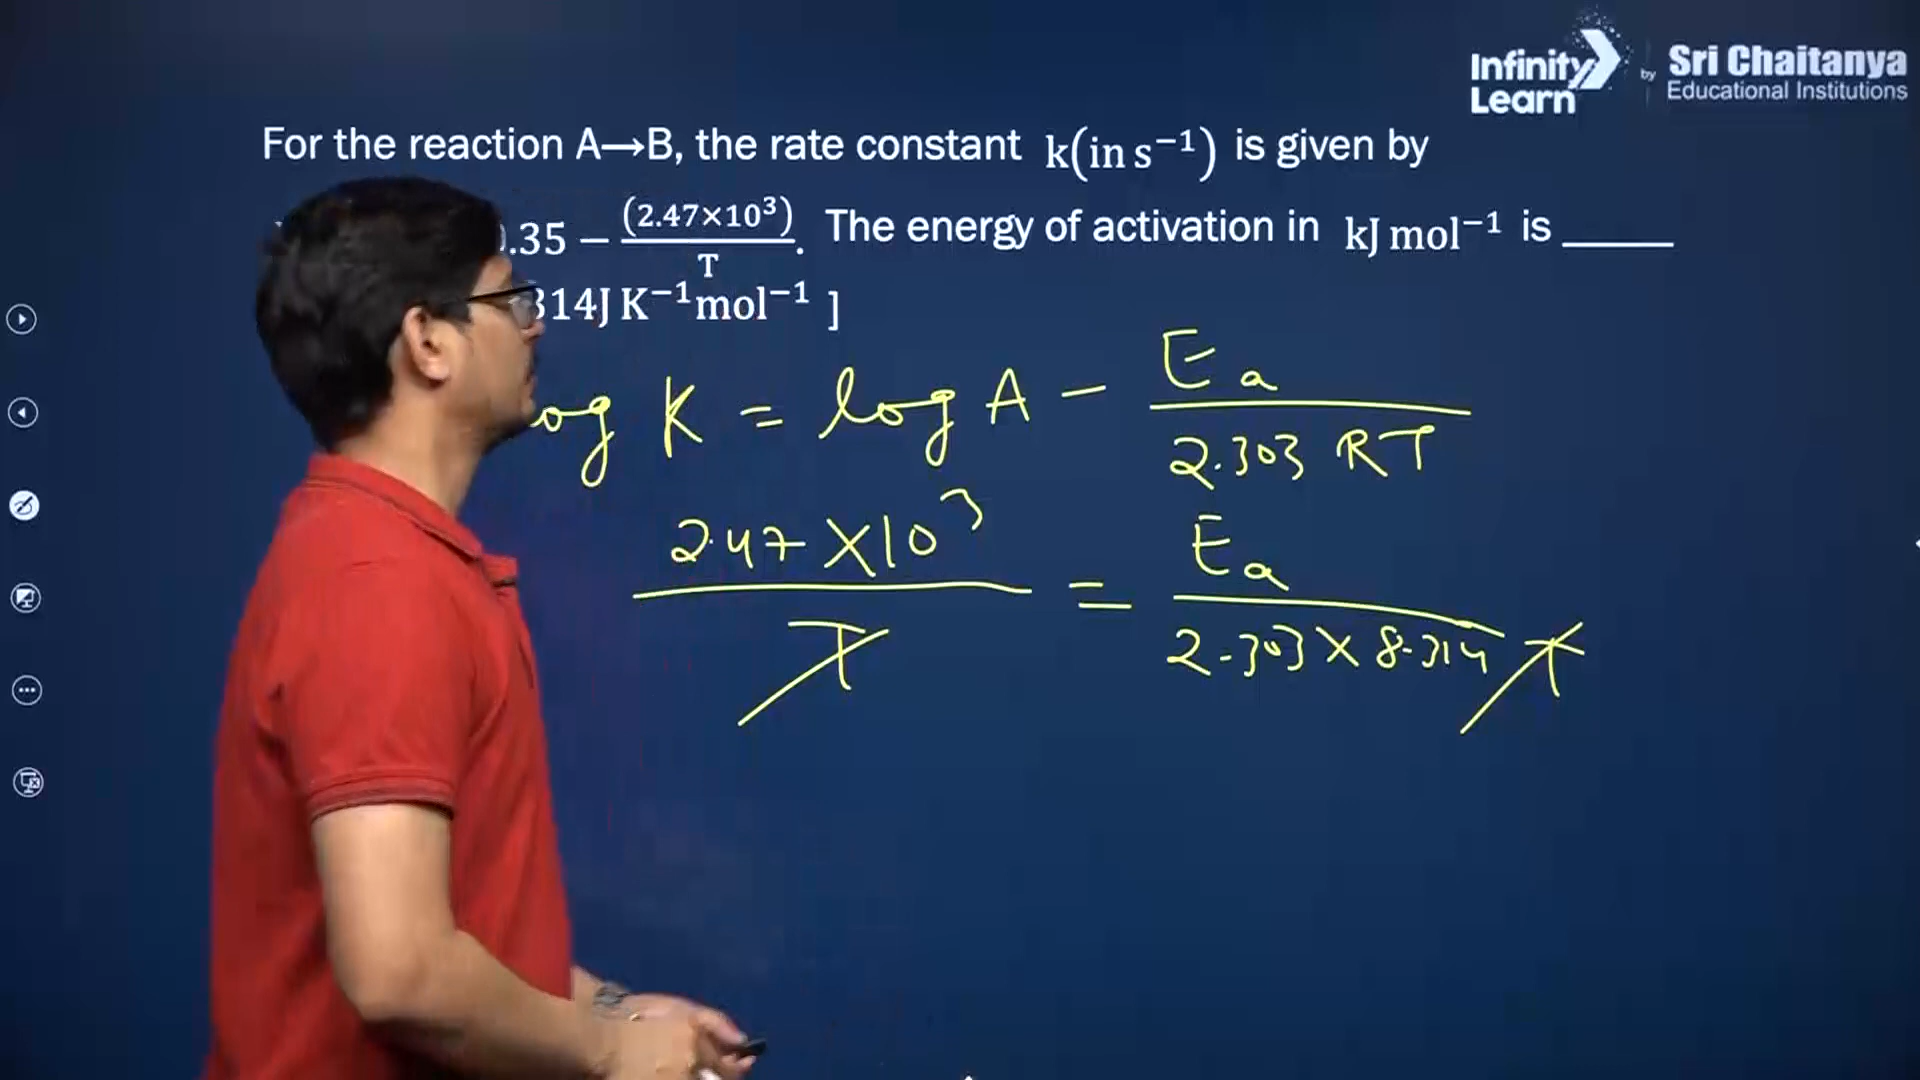 Infinity Learn by Sri Chaitanya Educational Institutions
For the reaction A→B, the rate constant k(in s⁻¹) is given by
.35 − (2.47×10³)/T. The energy of activation in kJ mol⁻¹ is _____
314J K⁻¹mol⁻¹ ]
og K = log A − Ea / 2.303 RT
2.47 × 10³ / T = Ea / 2.303 × 8.314 T